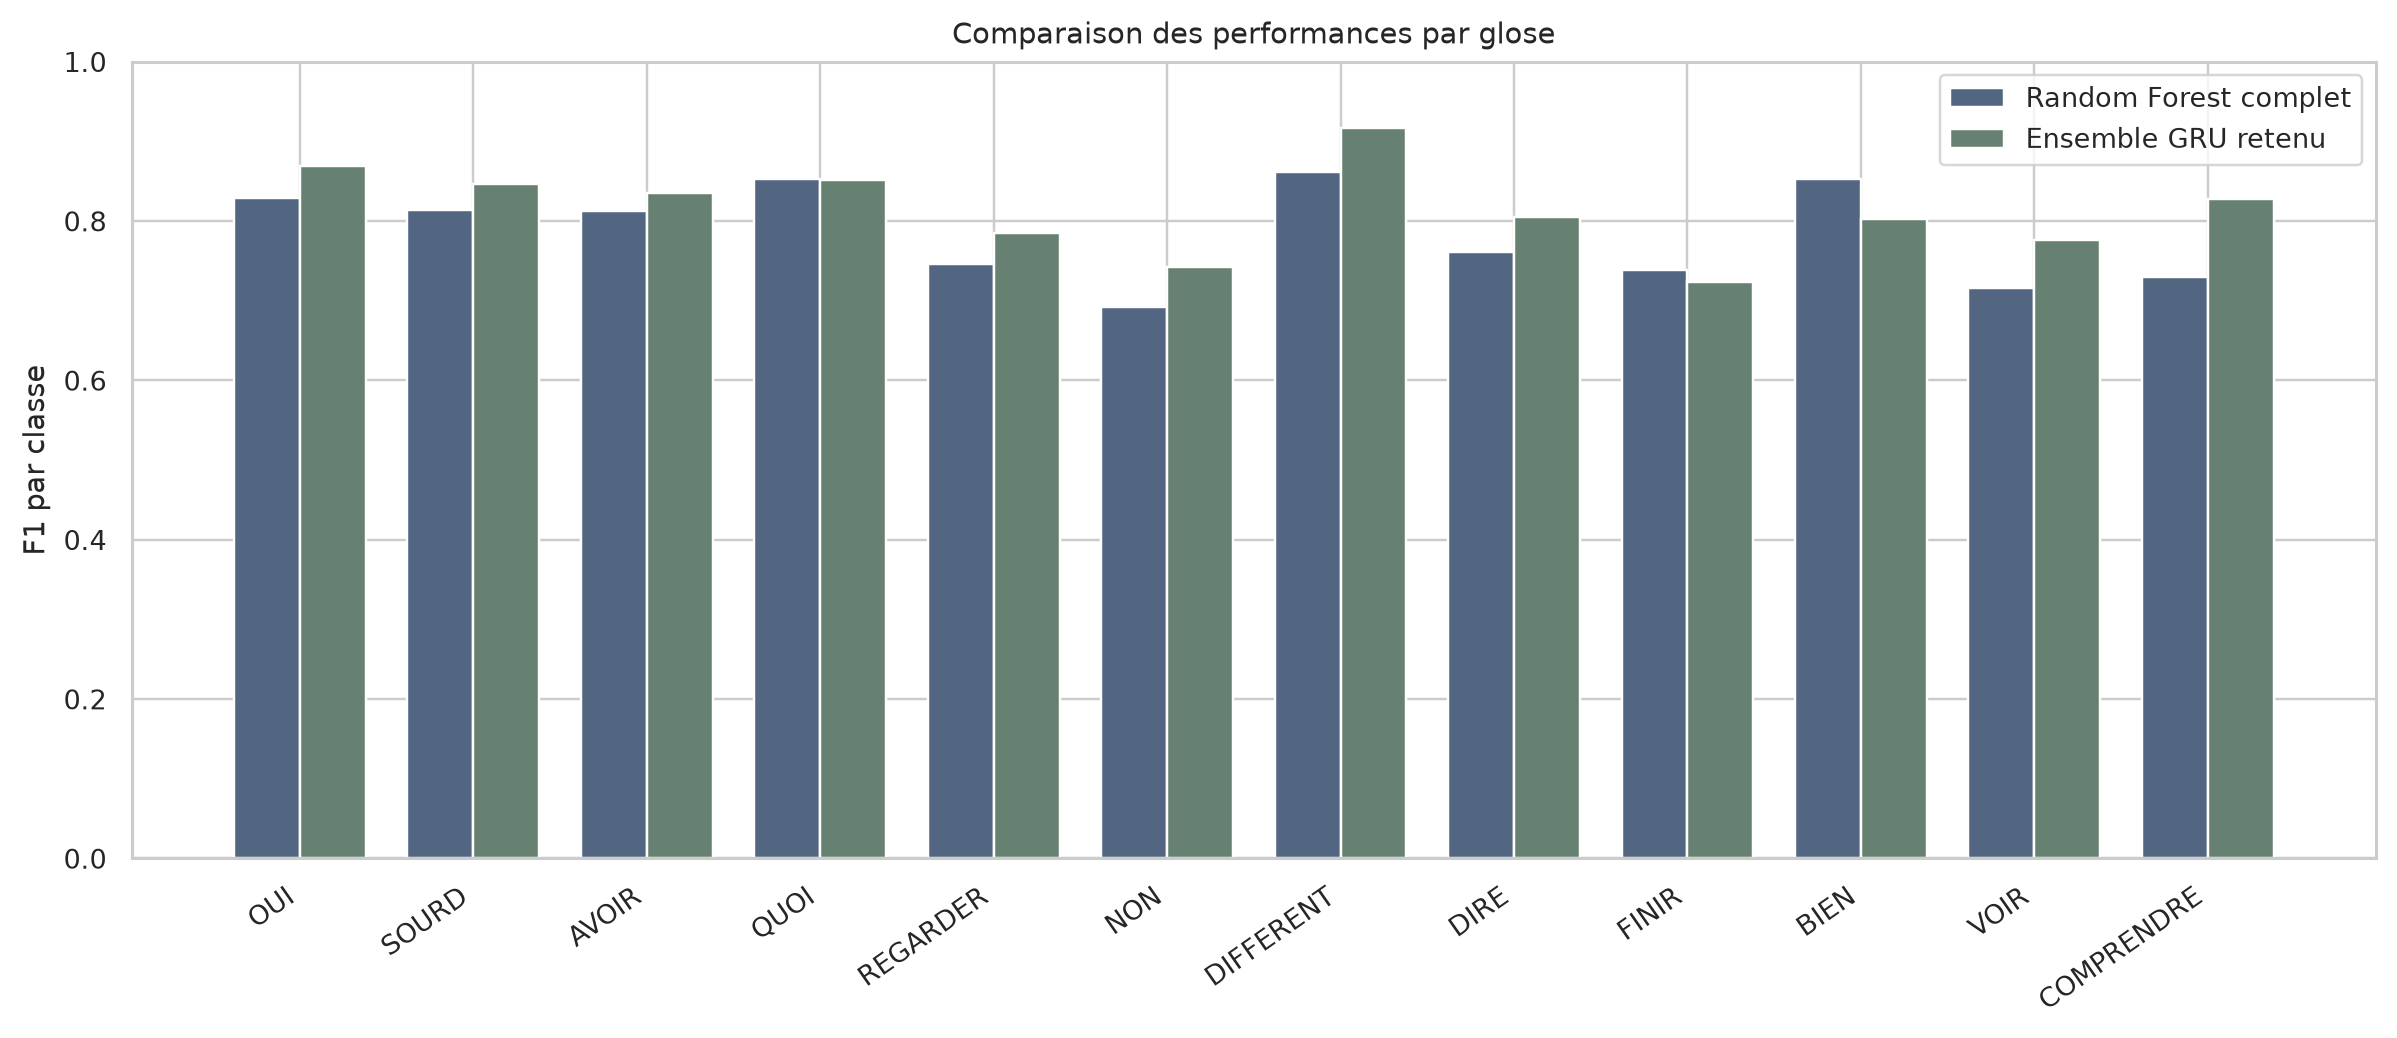 Comparaison des performances par glose
Random Forest complet
Ensemble GRU retenu
F1 par classe
1.0
0.8
0.6
0.4
0.2
0.0
OUI
SOURD
AVOIR
QUOI
REGARDER
NON
DIFFERENT
DIRE
FINIR
BIEN
VOIR
COMPRENDRE